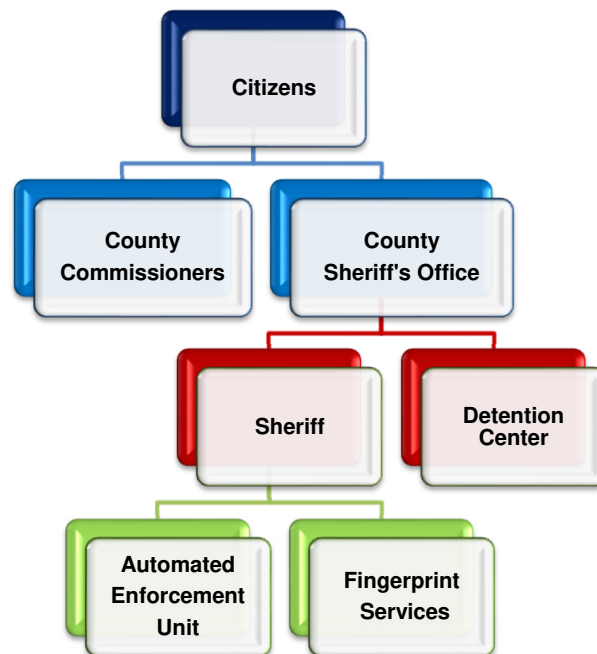 Citizens
County
Commissioners
County
Sheriff's Office
Sheriff
Detention
Center
Automated
Enforcement
Unit
Fingerprint
Services